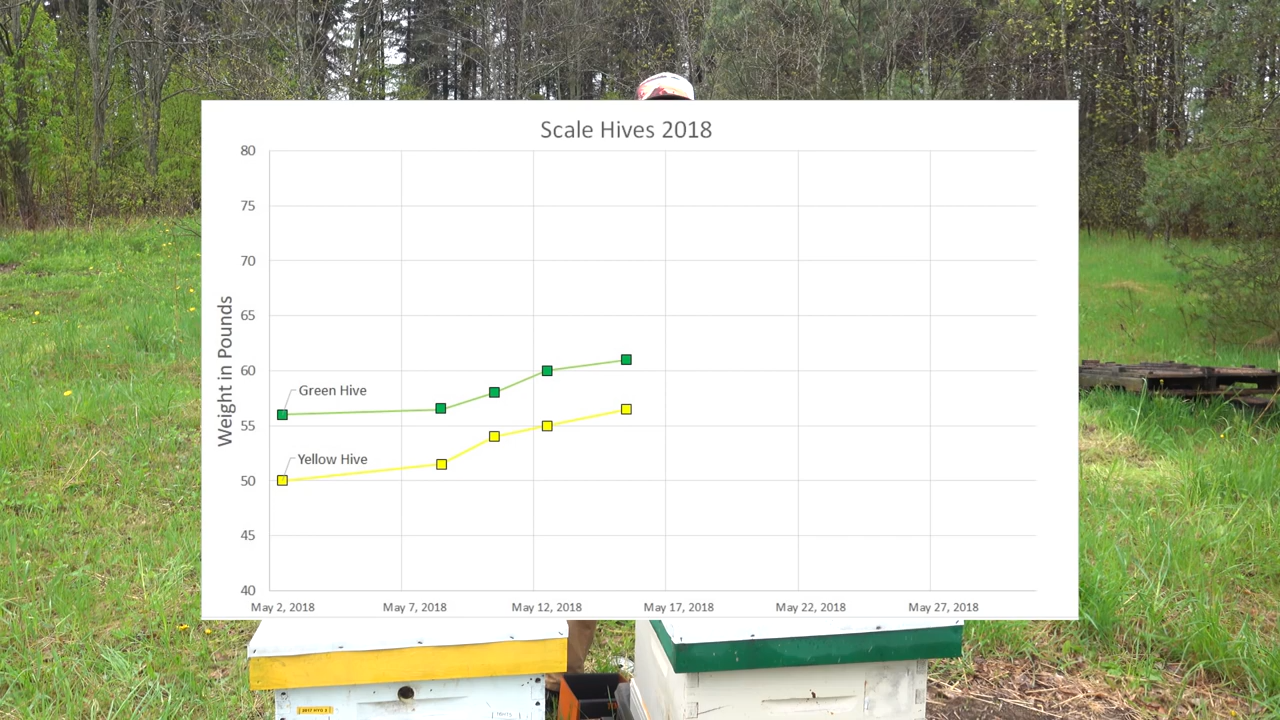 Scale Hives 2018
80
75
70
65
60
55
50
45
40
Weight in Pounds
Green Hive
Yellow Hive
May 2, 2018
May 7, 2018
May 12, 2018
May 17, 2018
May 22, 2018
May 27, 2018